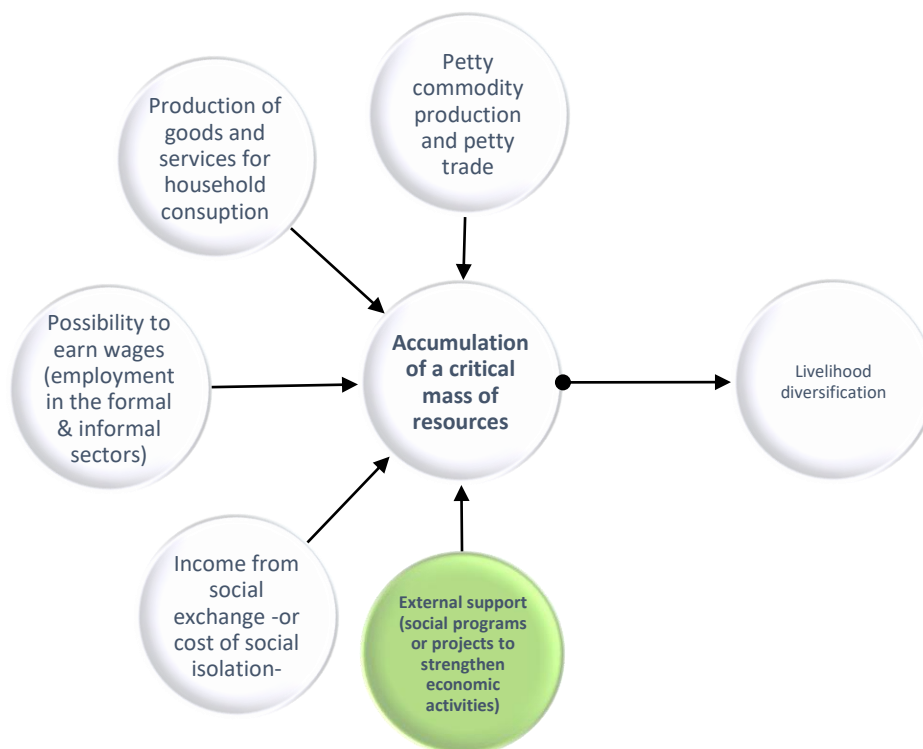 Petty
commodity
production
and petty
trade
Production of
goods and
services for
household
consuption
Possibility to
earn wages
(employment
in the formal
& informal
sectors)
Accumulation
of a critical
mass of
resources
Livelihood
diversification
Income from
social
exchange -or
cost of social
isolation-
External support
(social programs
or projects to
strengthen
economic
activities)